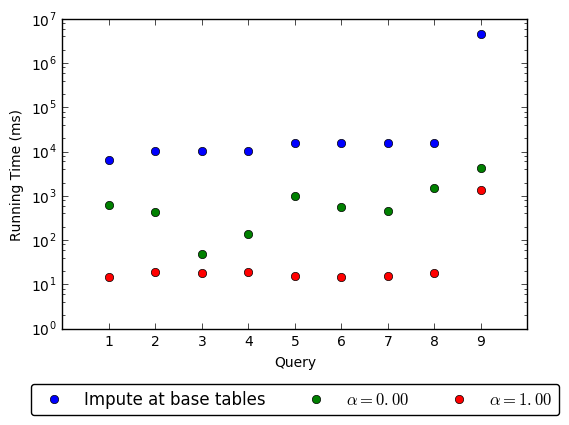 10^7
10^6
10^5
10^4
10^3
10^2
10^1
10^0
Running Time (ms)
1 2 3 4 5 6 7 8 9
Query
Impute at base tables α = 0.00 α = 1.00